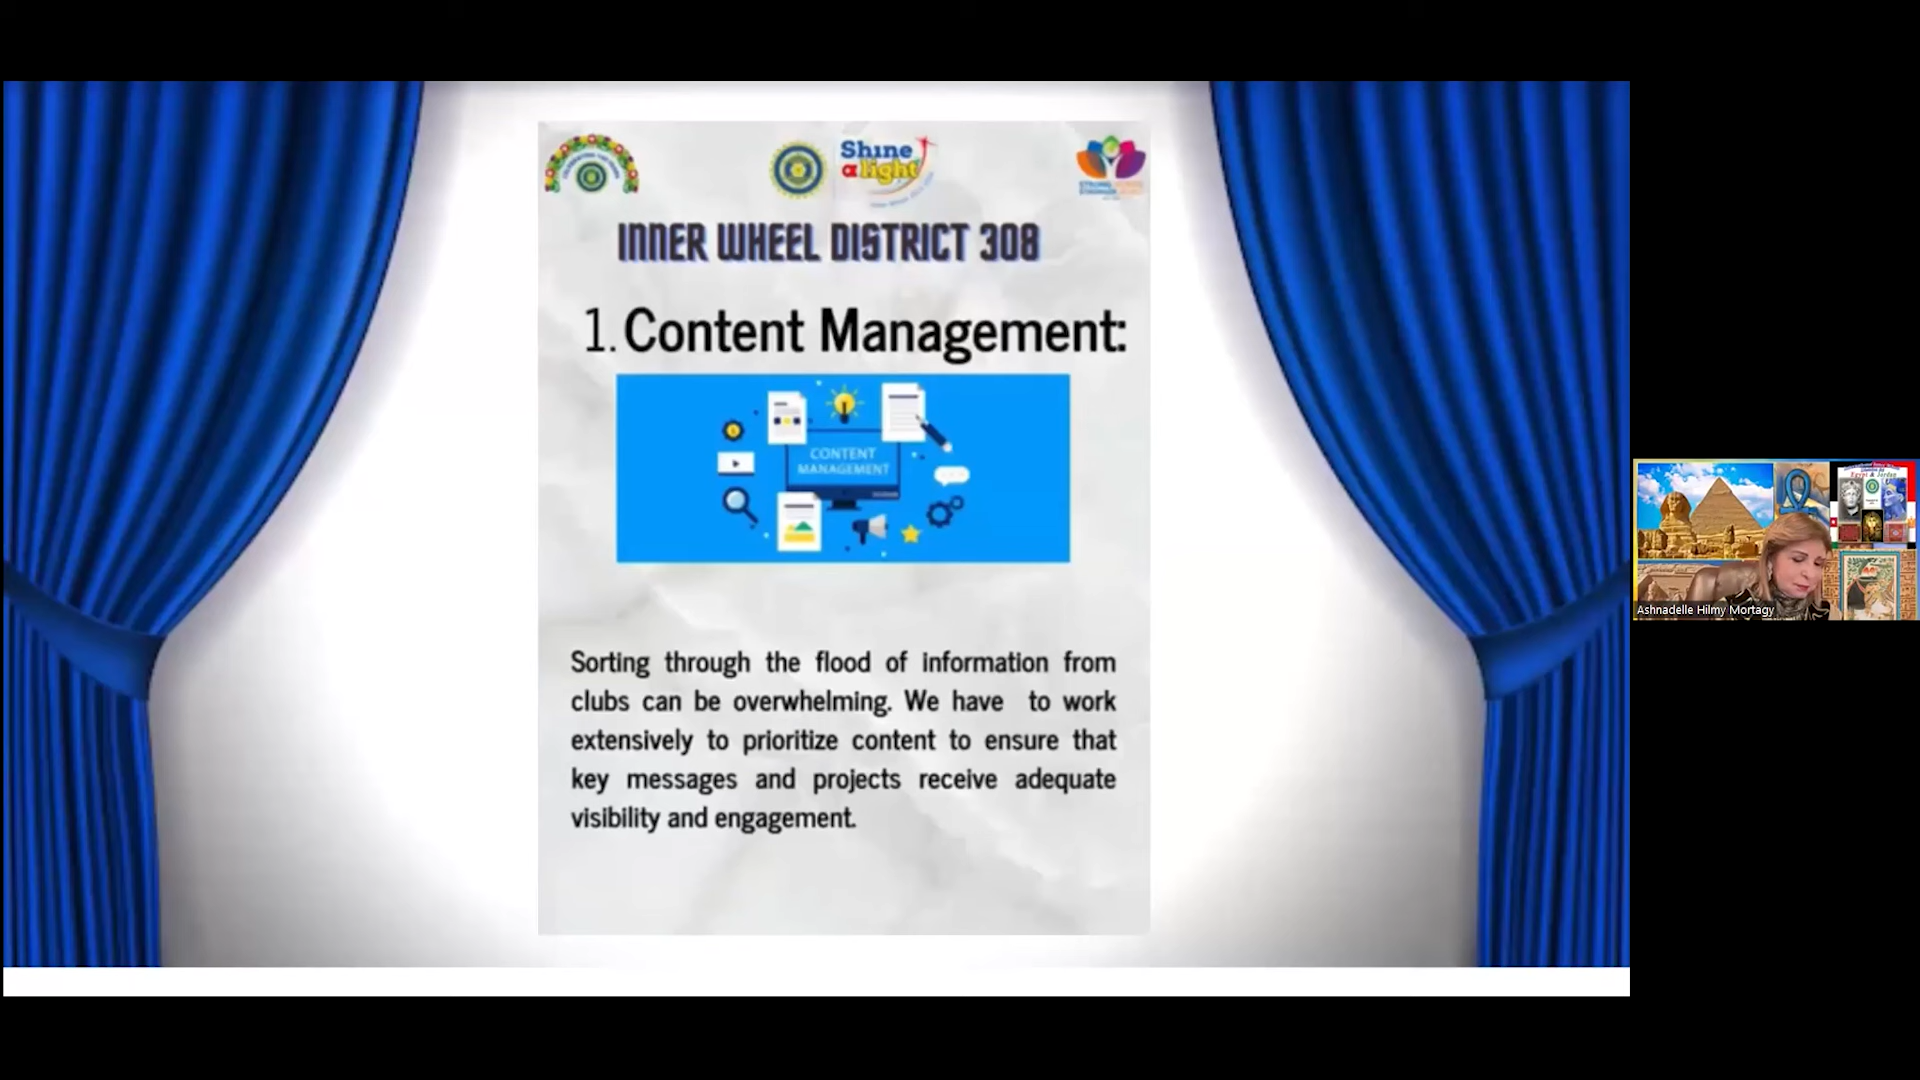 Shine
a light
INNER WHEEL DISTRICT 308
1. Content Management:
CONTENT
MANAGEMENT
Sorting through the flood of information from
clubs can be overwhelming. We have to work
extensively to prioritize content to ensure that
key messages and projects receive adequate
visibility and engagement.
Egypt & Jordan
Ashnadelle Hilmy Mortagy